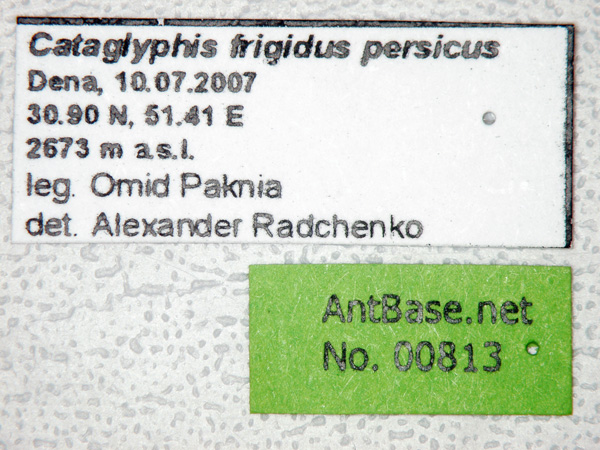 Cataglyphis frigidus persicus
Dena, 10.07.2007
30.90 N, 51.41 E
2673 m a.s.l.
leg. Omid Paknia
det. Alexander Radchenko
AntBase.net
No. 00813